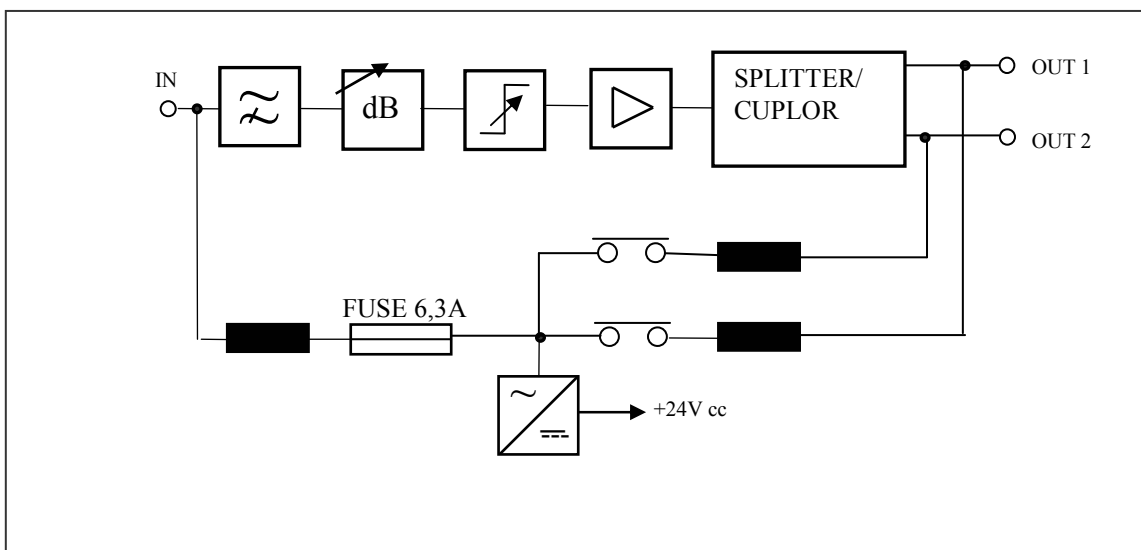 IN
dB
SPLITTER/
CUPLOR
OUT 1
OUT 2
FUSE 6,3A
+24V cc